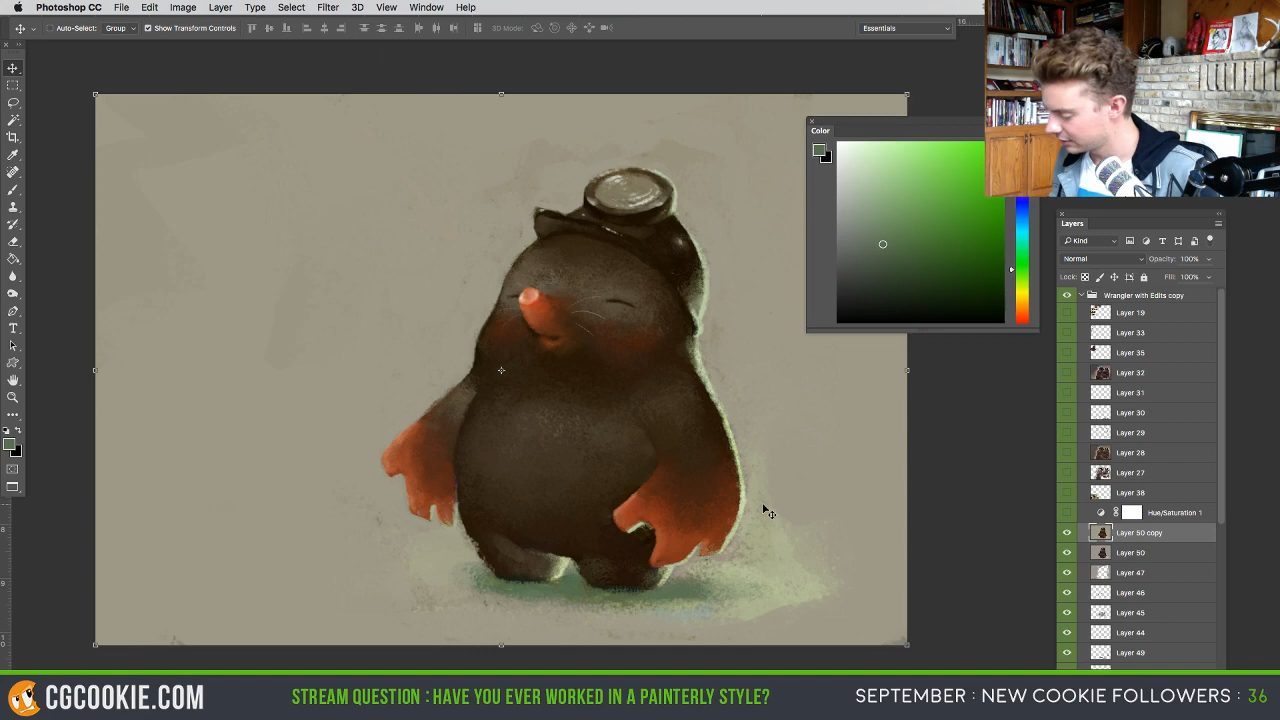 Photoshop CC File Edit Image Layer Type Select Filter 3D View Window Help
Auto-Select: Group Show Transform Controls 3D Mode: Essentials
16
Color
Layers
Kind
Normal Opacity: 100%
Lock: Fill: 100%
Wrangler with Edits copy
Layer 19
Layer 33
Layer 35
Layer 32
Layer 31
Layer 30
Layer 29
Layer 28
Layer 27
Layer 38
Hue/Saturation 1
Layer 50 copy
Layer 50
Layer 47
Layer 46
Layer 45
Layer 44
Layer 49
8
9
10
CGCOOKIE.COM
STREAM QUESTION : HAVE YOU EVER WORKED IN A PAINTERLY STYLE?
SEPTEMBER : NEW COOKIE FOLLOWERS : 36